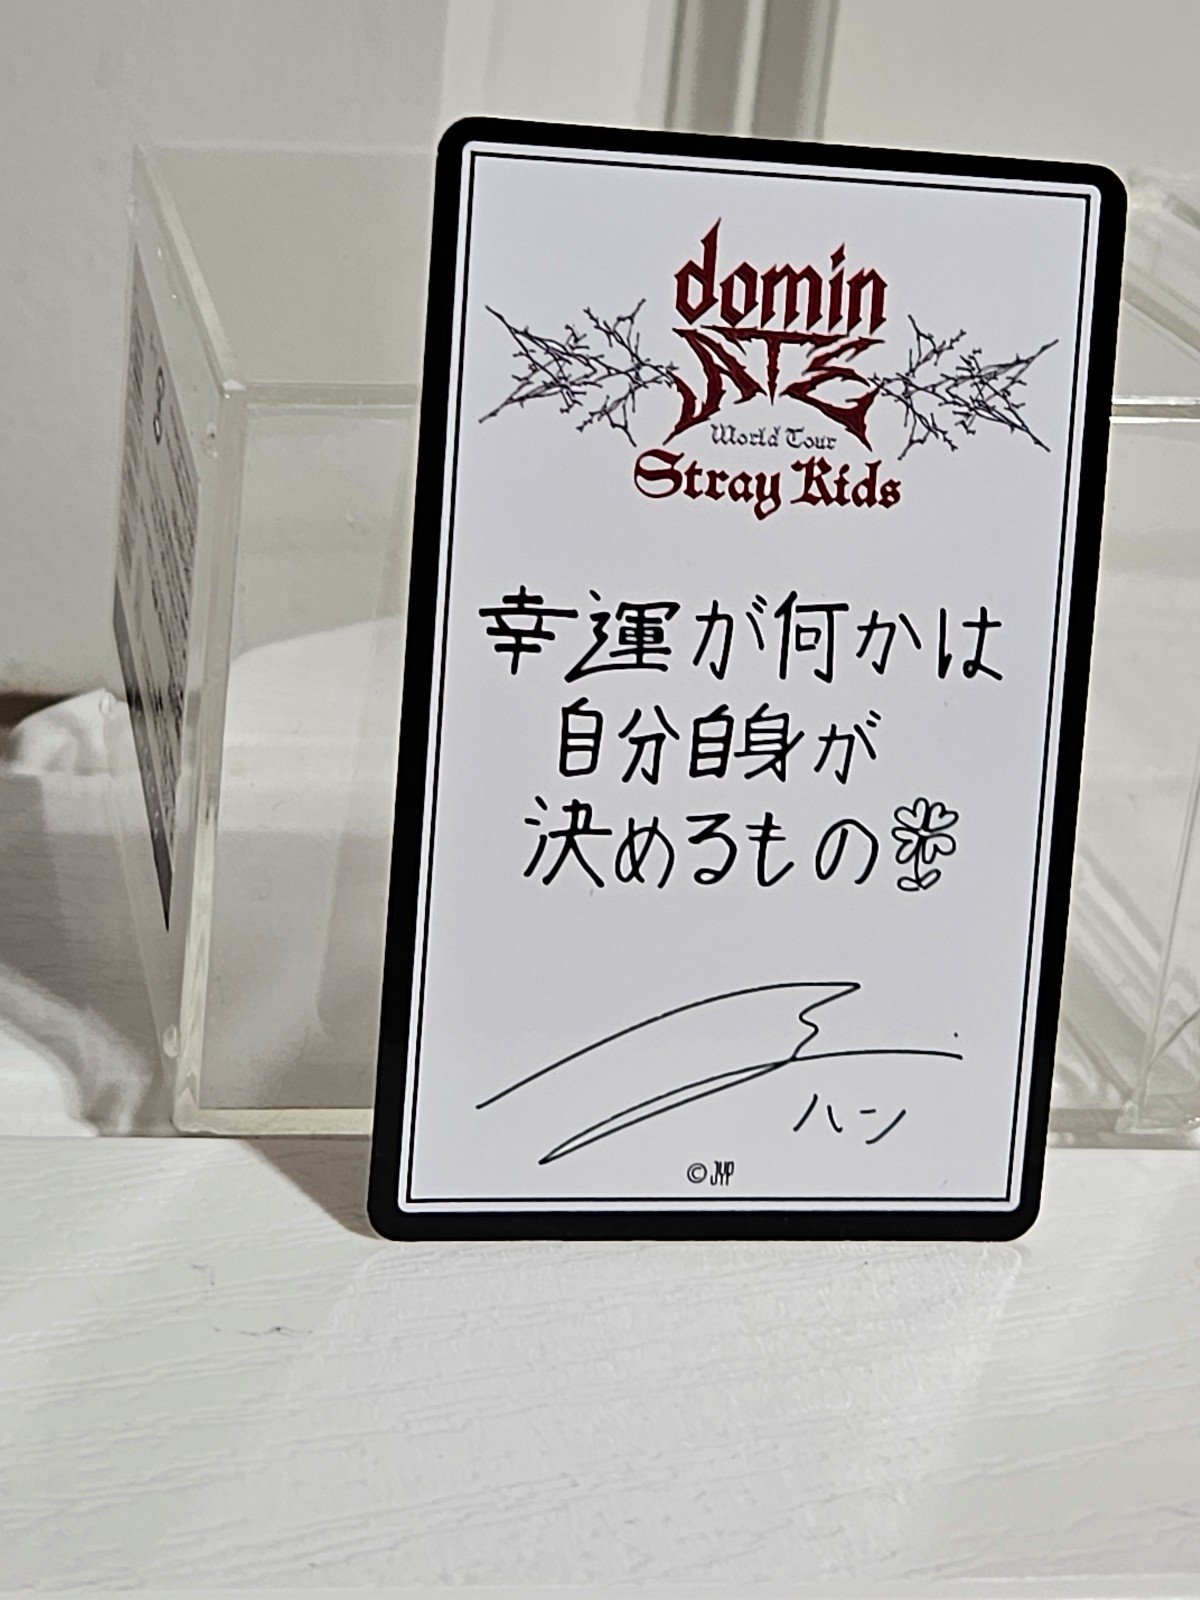 domin
ATE
World Tour
Stray Kids
幸運が何かは
自分自身が
決めるもの
ハン
© JYP